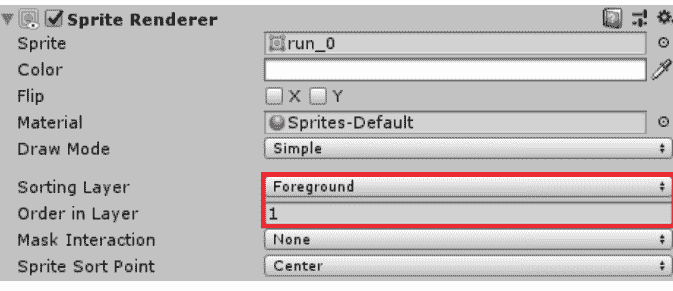 Sprite Renderer
Sprite run_0
Color
Flip X Y
Material Sprites-Default
Draw Mode Simple
Sorting Layer Foreground
Order in Layer 1
Mask Interaction None
Sprite Sort Point Center